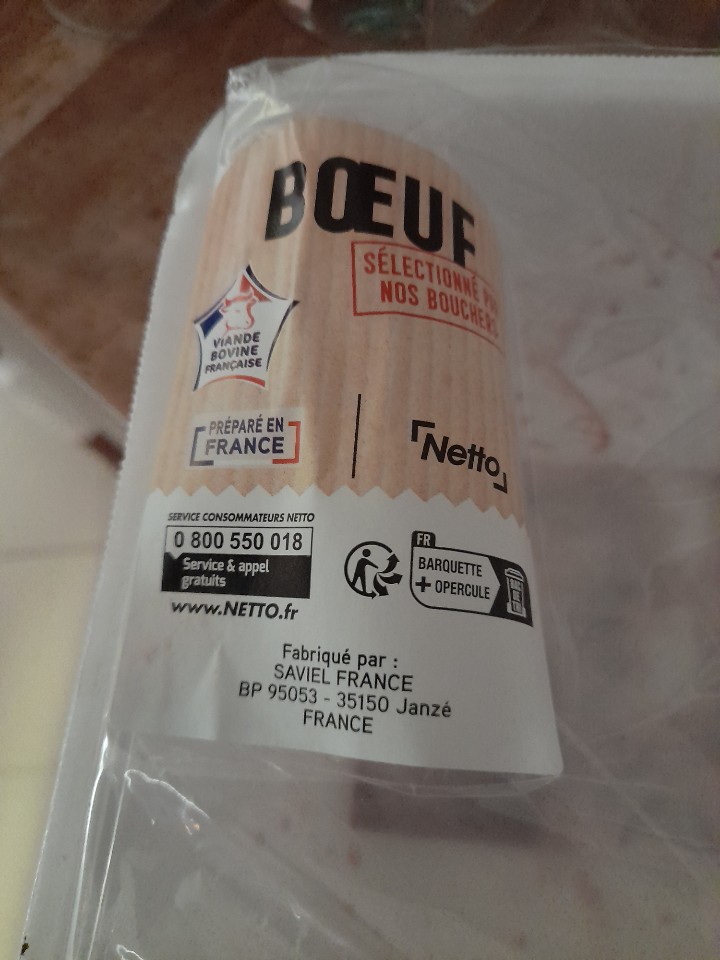 BŒUF
SÉLECTIONNÉ
NOS BOUCHERS
VIANDE
BOVINE
FRANÇAISE
PRÉPARÉ EN
FRANCE
Netto
SERVICE CONSOMMATEURS NETTO
0 800 550 018
Service & appel
gratuits
www.NETTO.fr
FR
BARQUETTE
+ OPERCULE
Fabriqué par :
SAVIEL FRANCE
BP 95053 - 35150 Janzé
FRANCE